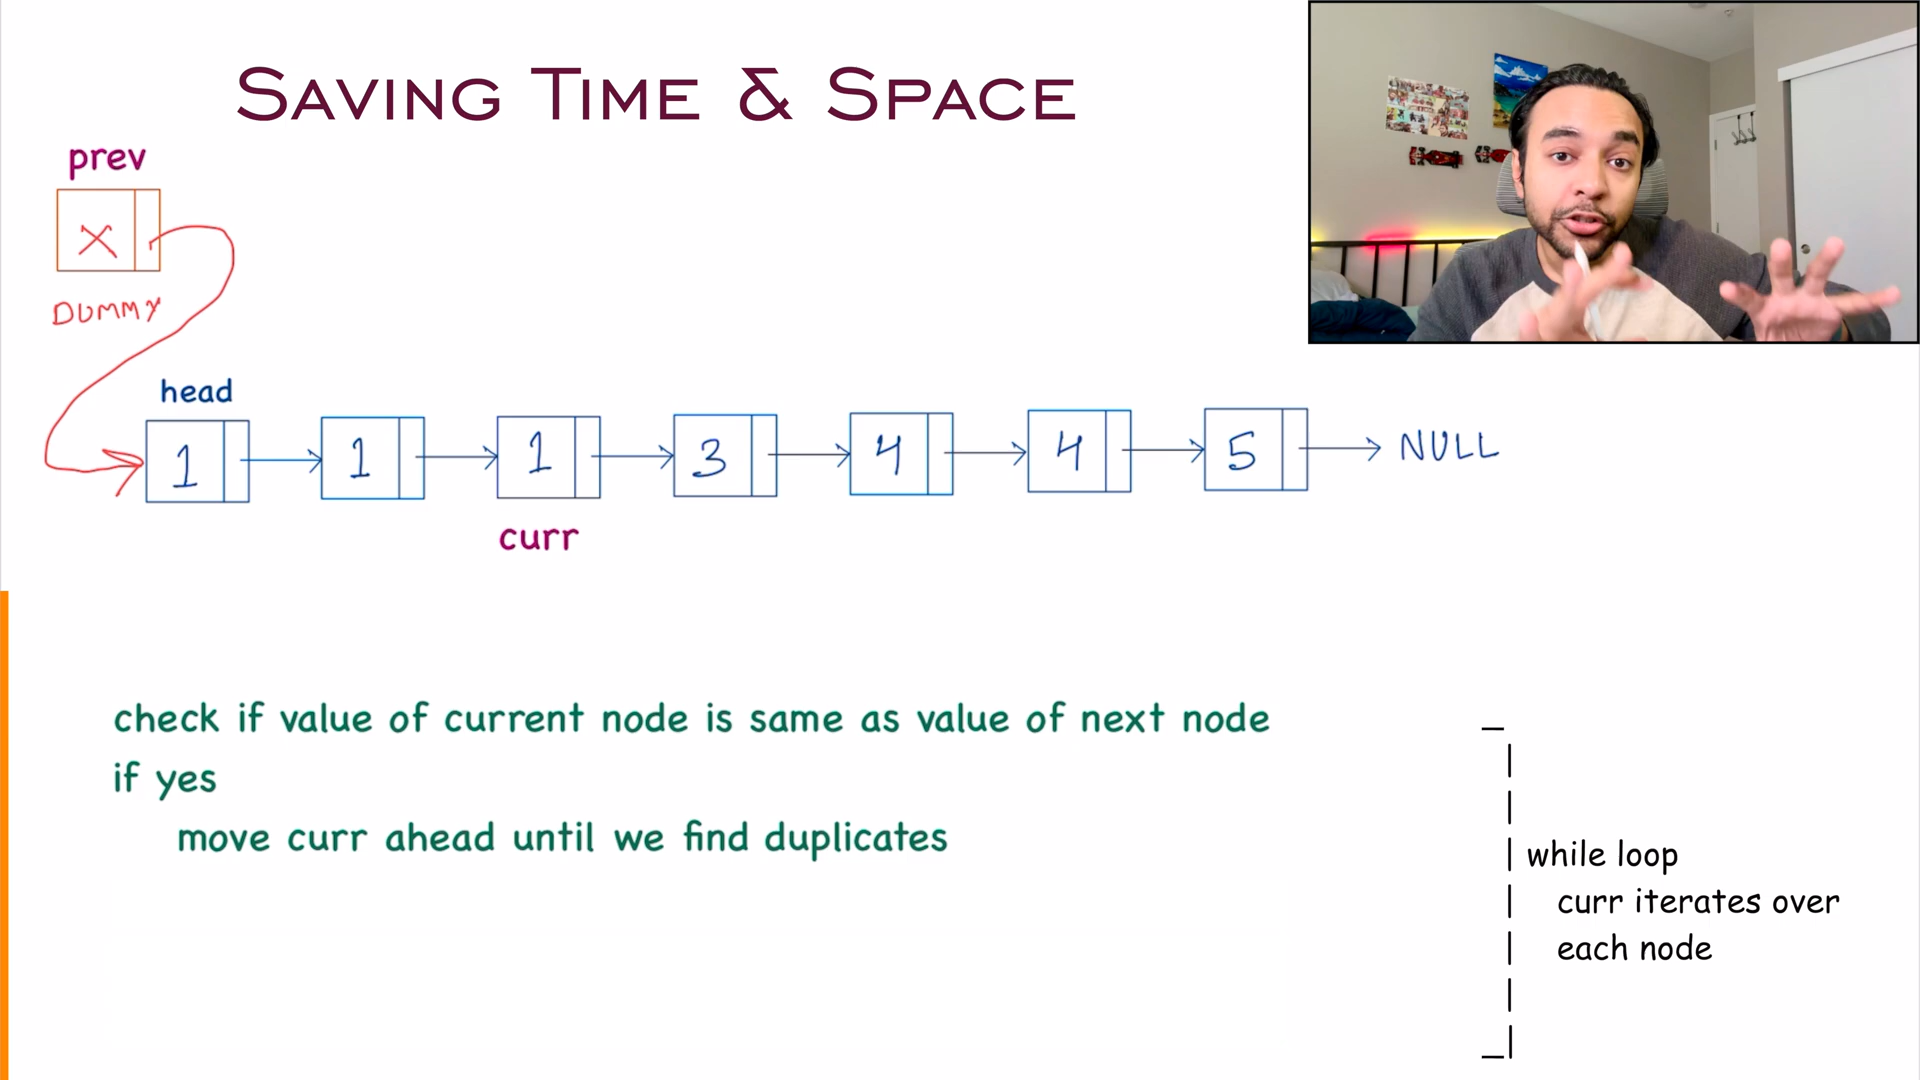 SAVING TIME & SPACE
prev
X
DUMMY
head
1 1 1 3 4 4 5 NULL
curr
check if value of current node is same as value of next node
if yes
move curr ahead until we find duplicates
while loop
curr iterates over
each node